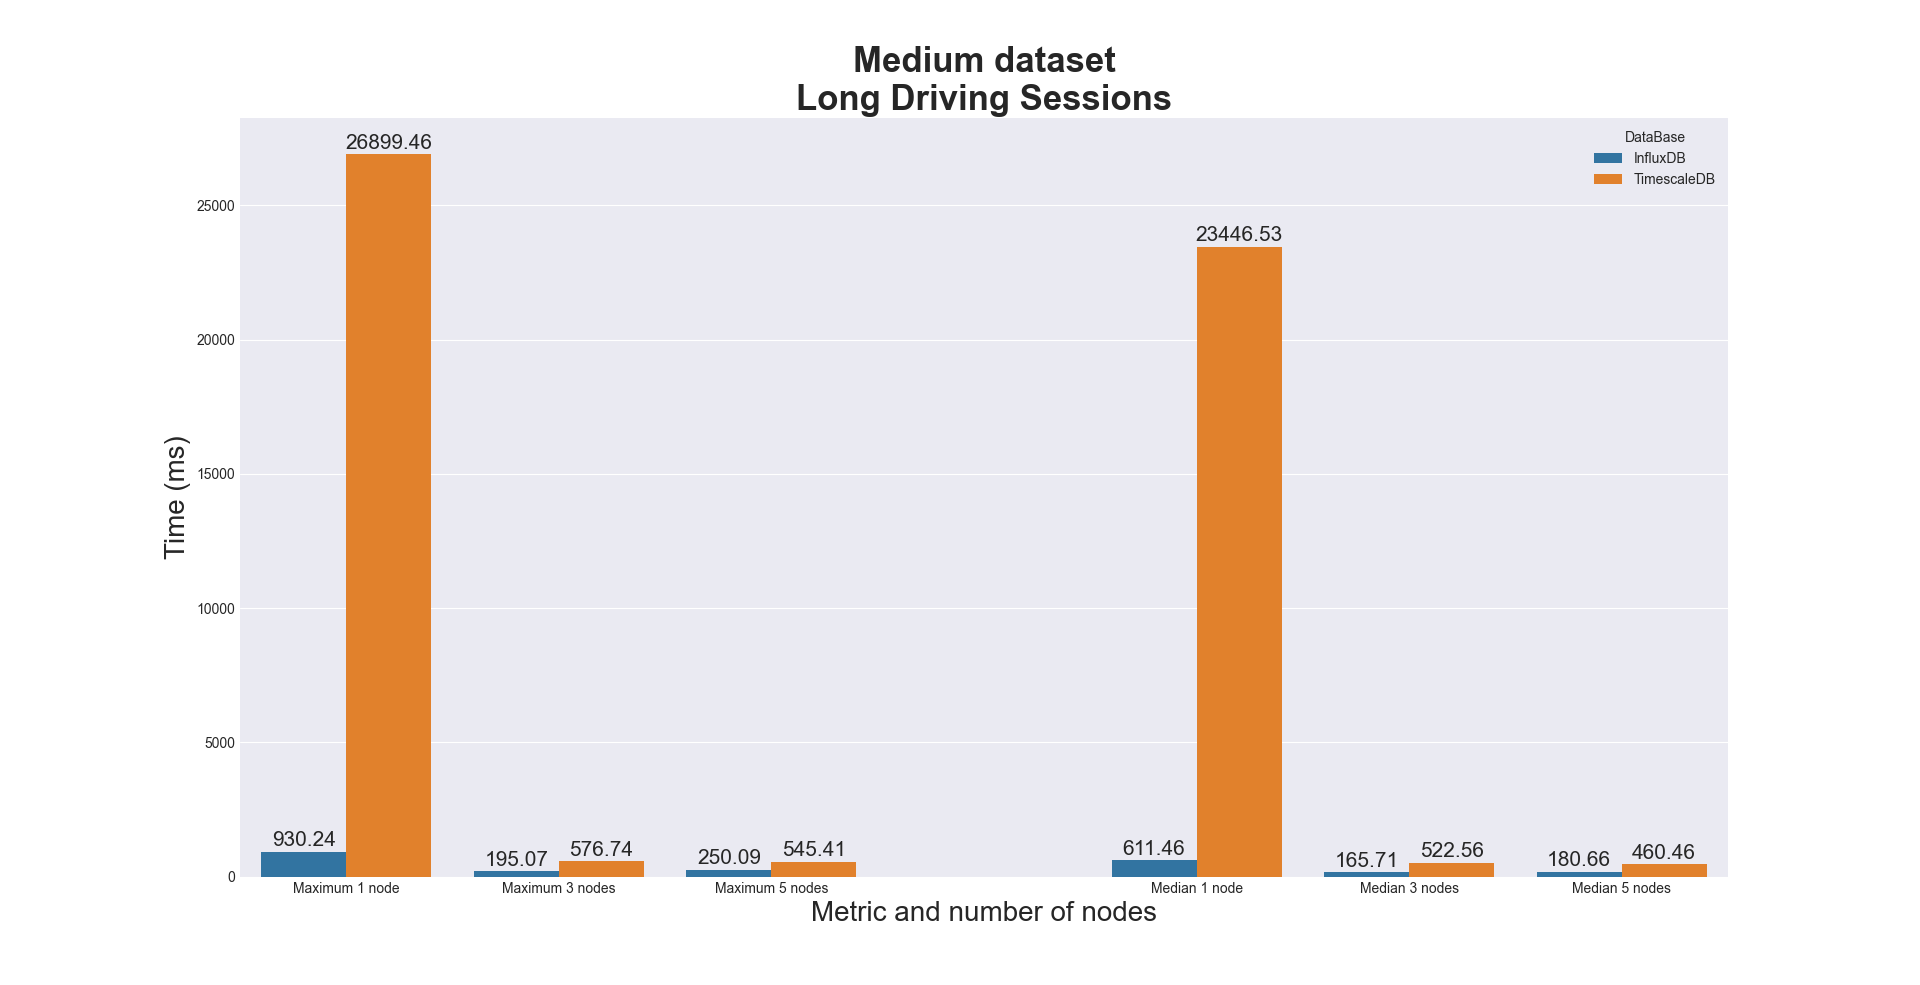 Medium dataset
Long Driving Sessions
DataBase
InfluxDB
TimescaleDB
Time (ms)
25000
20000
15000
10000
5000
0
930.24
26899.46
195.07
576.74
250.09
545.41
611.46
23446.53
165.71
522.56
180.66
460.46
Maximum 1 node
Maximum 3 nodes
Maximum 5 nodes
Median 1 node
Median 3 nodes
Median 5 nodes
Metric and number of nodes